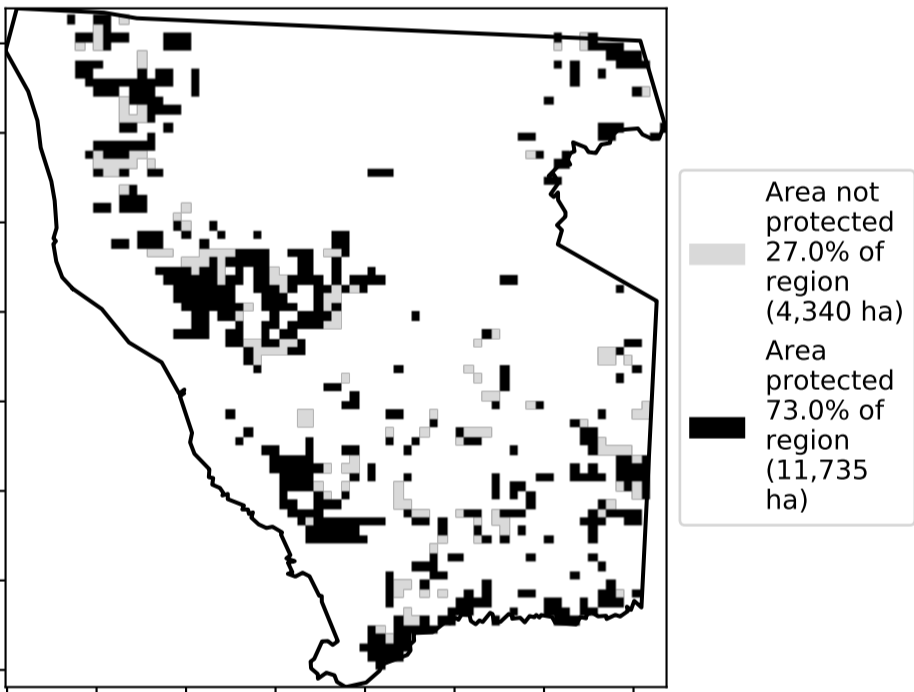 Area not
protected
27.0% of
region
(4,340 ha)
Area
protected
73.0% of
region
(11,735
ha)